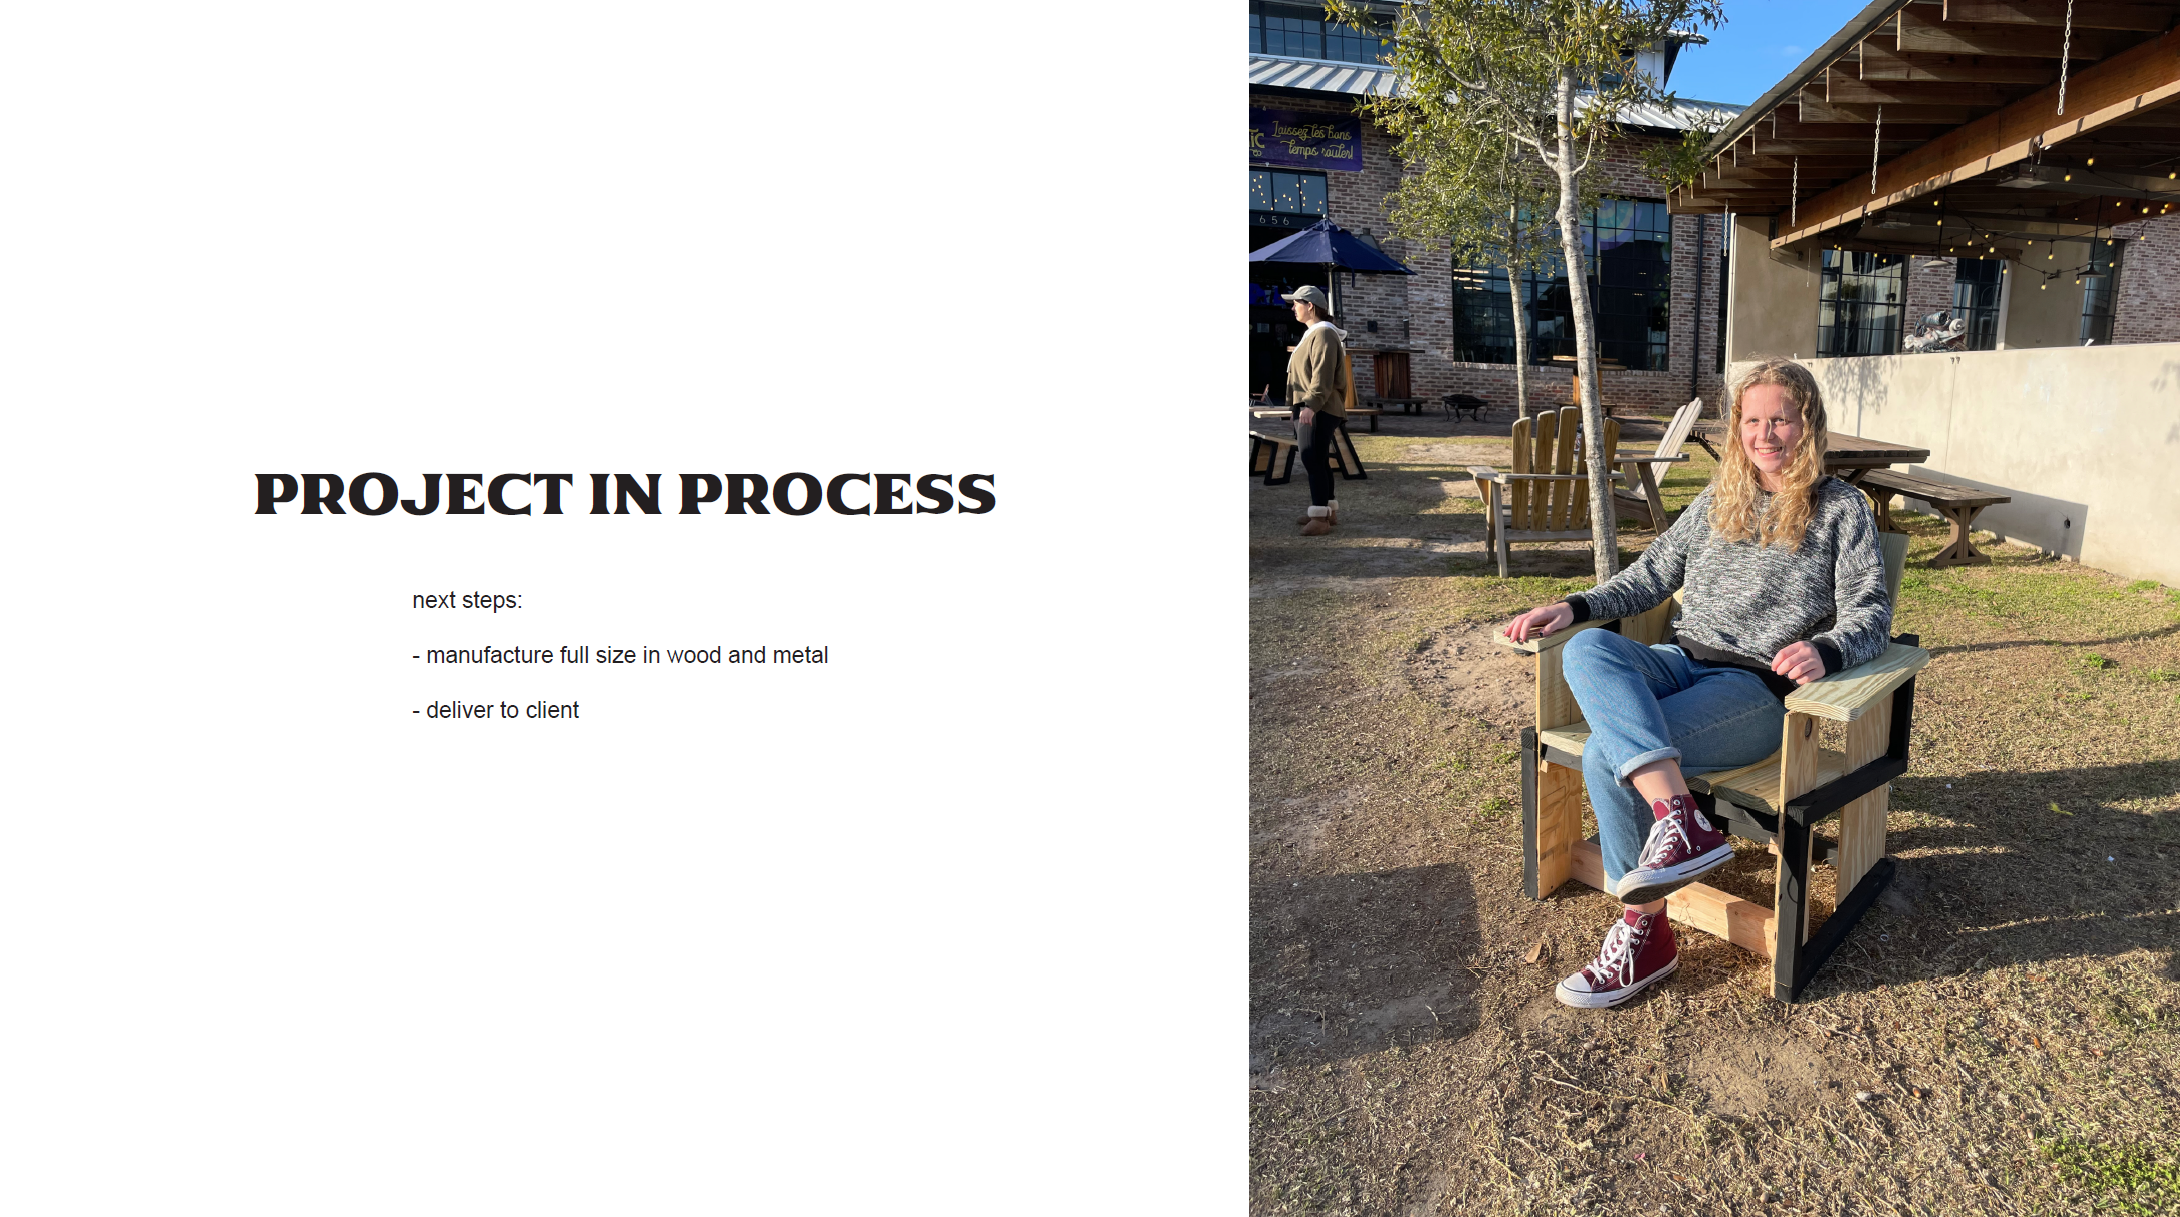 PROJECT IN PROCESS
next steps:
- manufacture full size in wood and metal
- deliver to client
TIC
Laissez les bons
temps rouler!
656